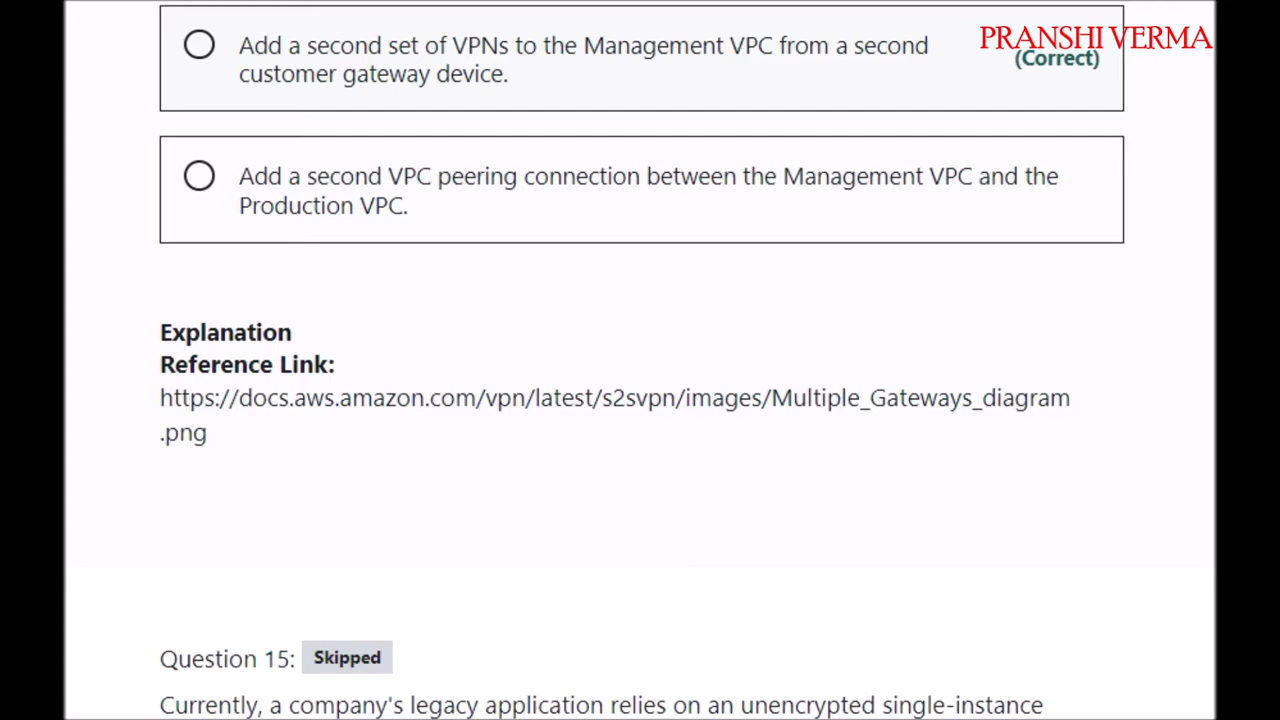 PRANSHI VERMA
Add a second set of VPNs to the Management VPC from a second
customer gateway device.
(Correct)
Add a second VPC peering connection between the Management VPC and the
Production VPC.
Explanation
Reference Link:
https://docs.aws.amazon.com/vpn/latest/s2svpn/images/Multiple_Gateways_diagram
.png
Question 15: Skipped
Currently, a company's legacy application relies on an unencrypted single-instance